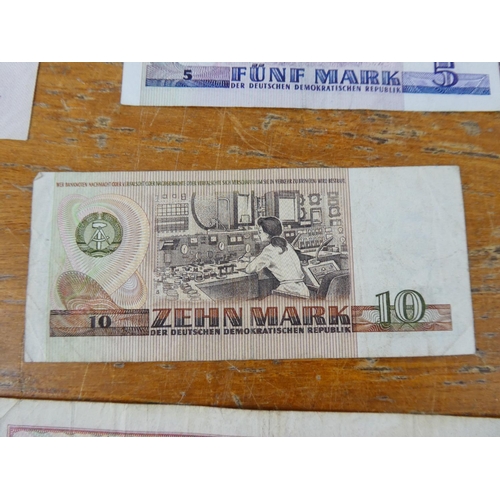 5 FÜNF MARK 5
DER DEUTSCHEN DEMOKRATISCHEN REPUBLIK
10 ZEHN MARK 10
DER DEUTSCHEN DEMOKRATISCHEN REPUBLIK